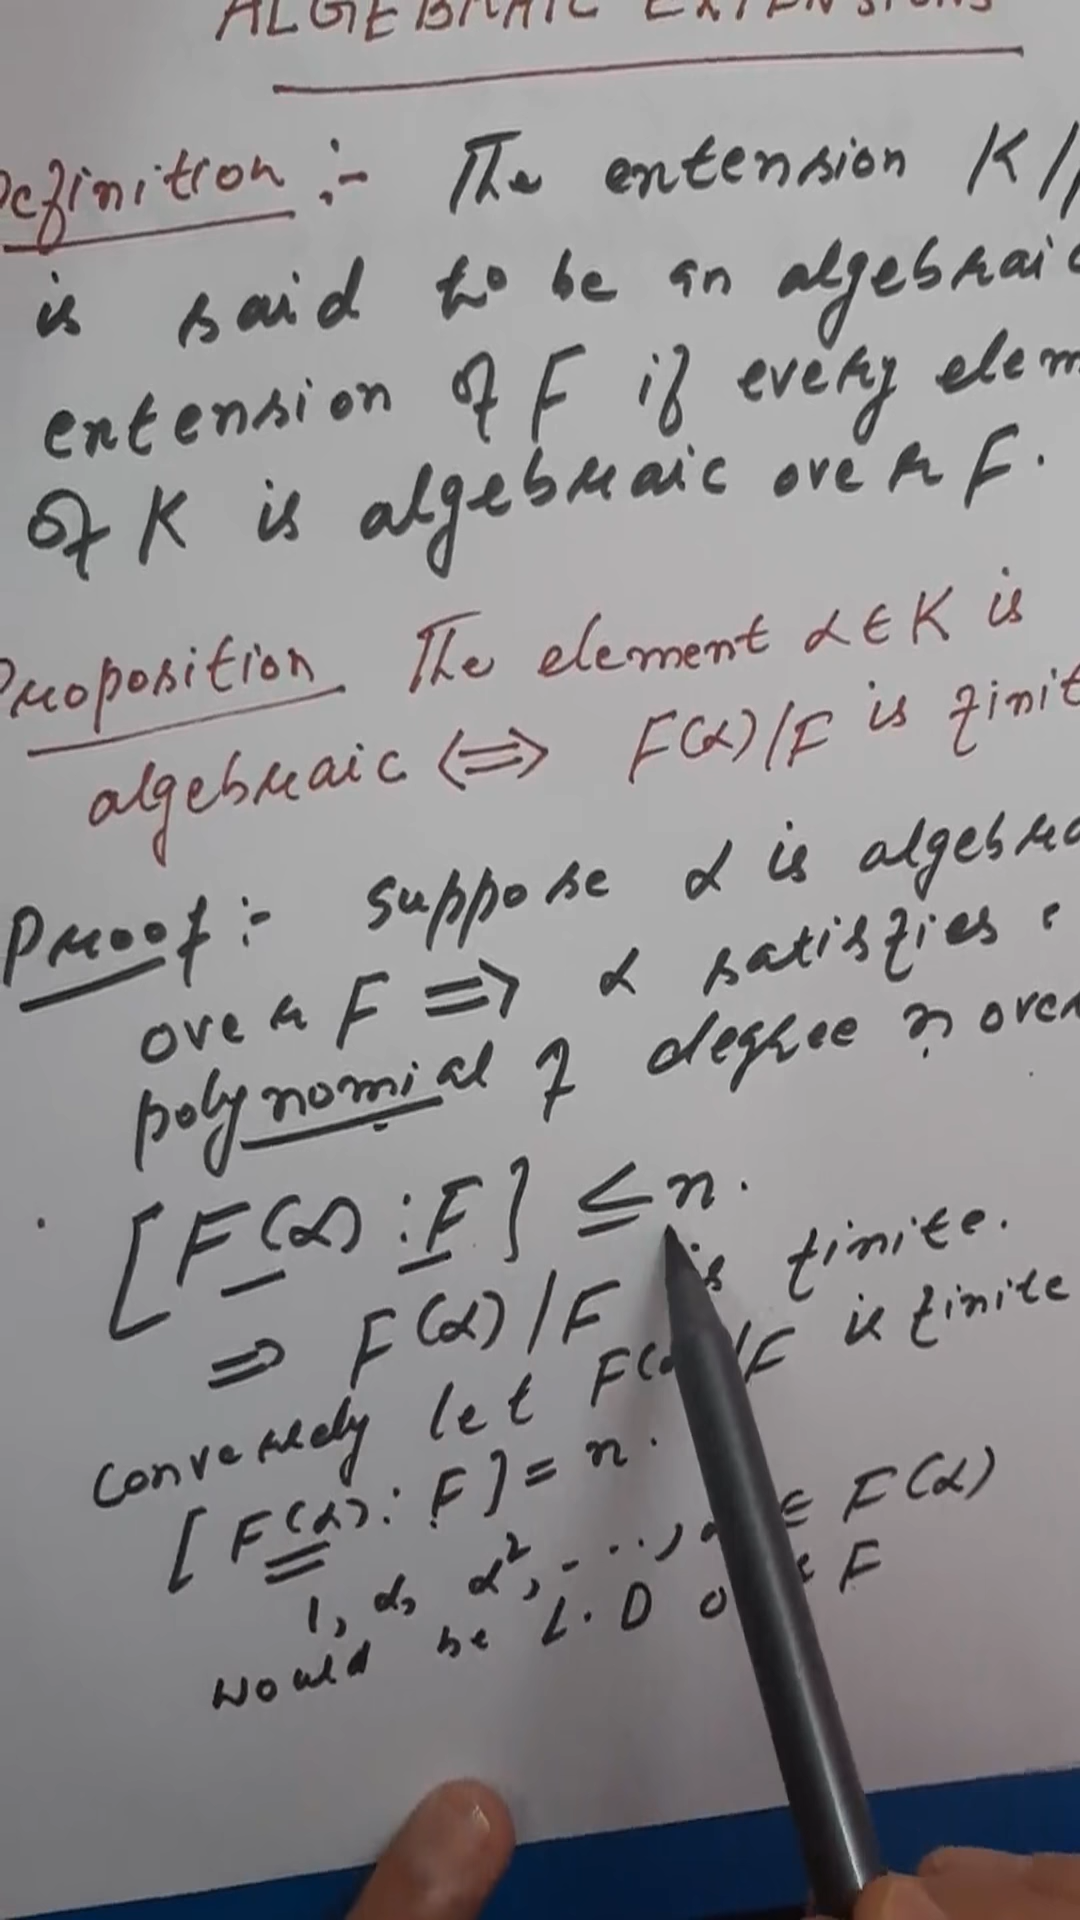 ALGEBRAIC EXTENSIONS
Definition :- The extension K/
is said to be an algebraic
extension of F if every elem
of K is algebraic over F.
Proposition The element α ∈ K is
algebraic <=> F(α)/F is finit
Proof :- suppose α is algebra
over F => α satisfies
polynomial of degree n over
[F(α) : F] ≤ n.
=> F(α)/F is finite.
conversely let F(α)/F is finite
[F(α) : F] = n.
1, α, α², - ..., ∈ F(α)
would be L.D F